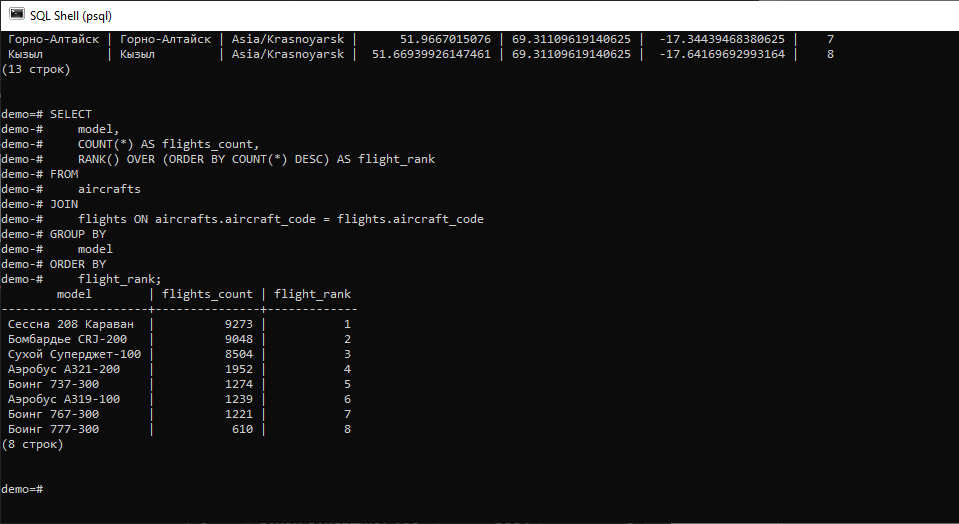 SQL Shell (psql)
 Горно-Алтайск | Горно-Алтайск | Asia/Krasnoyarsk |      51.9667015076 | 69.31109619140625 |  -17.34439468380625 |    7
 Кызыл         | Кызыл         | Asia/Krasnoyarsk |  51.66939926147461 | 69.31109619140625 |  -17.64169692993164 |    8
(13 строк)
demo=# SELECT
demo-#     model,
demo-#     COUNT(*) AS flights_count,
demo-#     RANK() OVER (ORDER BY COUNT(*) DESC) AS flight_rank
demo-# FROM
demo-#     aircrafts
demo-# JOIN
demo-#     flights ON aircrafts.aircraft_code = flights.aircraft_code
demo-# GROUP BY
demo-#     model
demo-# ORDER BY
demo-#     flight_rank;
        model        | flights_count | flight_rank
---------------------+---------------+-------------
 Сессна 208 Караван  |          9273 |           1
 Бомбардье CRJ-200   |          9048 |           2
 Сухой Суперджет-100 |          8504 |           3
 Аэробус A321-200    |          1952 |           4
 Боинг 737-300       |          1274 |           5
 Аэробус A319-100    |          1239 |           6
 Боинг 767-300       |          1221 |           7
 Боинг 777-300       |           610 |           8
(8 строк)
demo=#